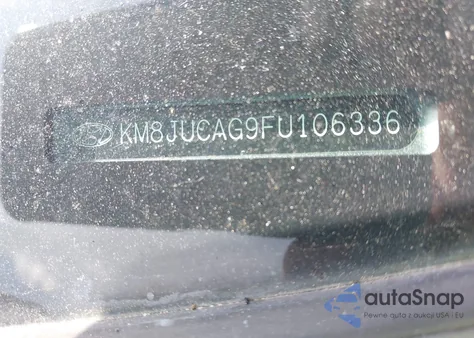 KM8JUCAG9FU106336
autaSnap
Pewne auta z aukcji USA i EU